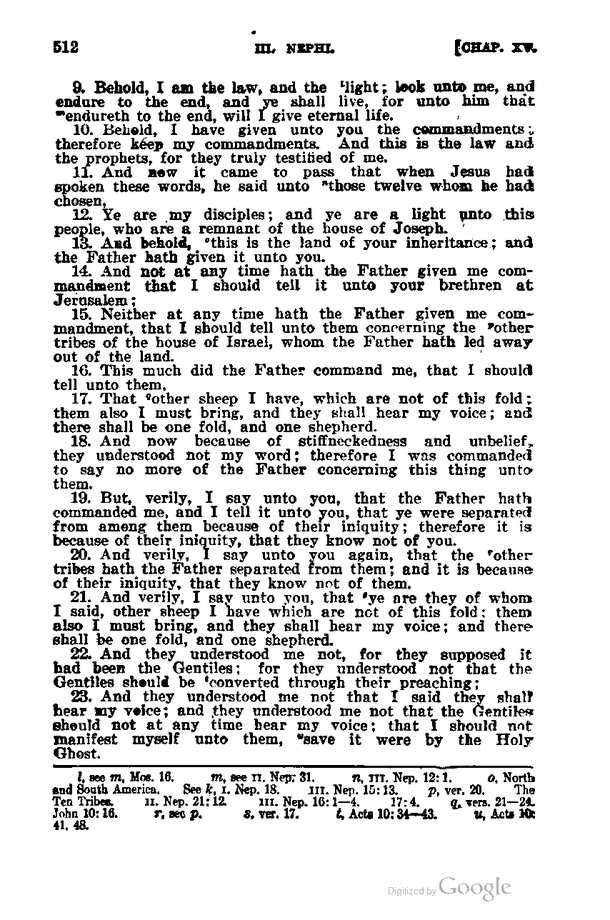 512 III. NEPHI. [CHAP. XV.
9. Behold, I am the law, and the ˡlight; look unto me, and
endure to the end, and ye shall live, for unto him that
ᵐendureth to the end, will I give eternal life.
10. Behold, I have given unto you the commandments;
therefore keep my commandments. And this is the law and
the prophets, for they truly testified of me.
11. And now it came to pass that when Jesus had
spoken these words, he said unto ⁿthose twelve whom he had
chosen,
12. Ye are my disciples; and ye are a light unto this
people, who are a remnant of the house of Joseph.
13. And behold, ᵒthis is the land of your inheritance; and
the Father hath given it unto you.
14. And not at any time hath the Father given me com-
mandment that I should tell it unto your brethren at
Jerusalem;
15. Neither at any time hath the Father given me com-
mandment, that I should tell unto them concerning the ᵖother
tribes of the house of Israel, whom the Father hath led away
out of the land.
16. This much did the Father command me, that I should
tell unto them,
17. That ᑫother sheep I have, which are not of this fold;
them also I must bring, and they shall hear my voice; and
there shall be one fold, and one shepherd.
18. And now because of stiffneckedness and unbelief,
they understood not my word; therefore I was commanded
to say no more of the Father concerning this thing unto
them.
19. But, verily, I say unto you, that the Father hath
commanded me, and I tell it unto you, that ye were separated
from among them because of their iniquity; therefore it is
because of their iniquity, that they know not of you.
20. And verily, I say unto you again, that the ʳother
tribes hath the Father separated from them; and it is because
of their iniquity, that they know not of them.
21. And verily, I say unto you, that ˢye are they of whom
I said, other sheep I have which are not of this fold; them
also I must bring, and they shall hear my voice; and there
shall be one fold, and one shepherd.
22. And they understood me not, for they supposed it
had been the Gentiles; for they understood not that the
Gentiles should be ᵗconverted through their preaching;
23. And they understood me not that I said they shall
hear my voice; and they understood me not that the Gentiles
should not at any time hear my voice; that I should not
manifest myself unto them, ᵘsave it were by the Holy
Ghost.
l, see m, Mos. 16. m, see II. Nep. 31. n, III. Nep. 12:1. o, North
and South America. See k, I. Nep. 18. III. Nep. 15:13. p, ver. 20. The
Ten Tribes. II. Nep. 21:12. III. Nep. 16:1—4. 17:4. q, vers. 21—24.
John 10:16. r, see p. s, ver. 17. t, Acts 10:34—43. u, Acts 10:
41, 48.
Digitized by Google